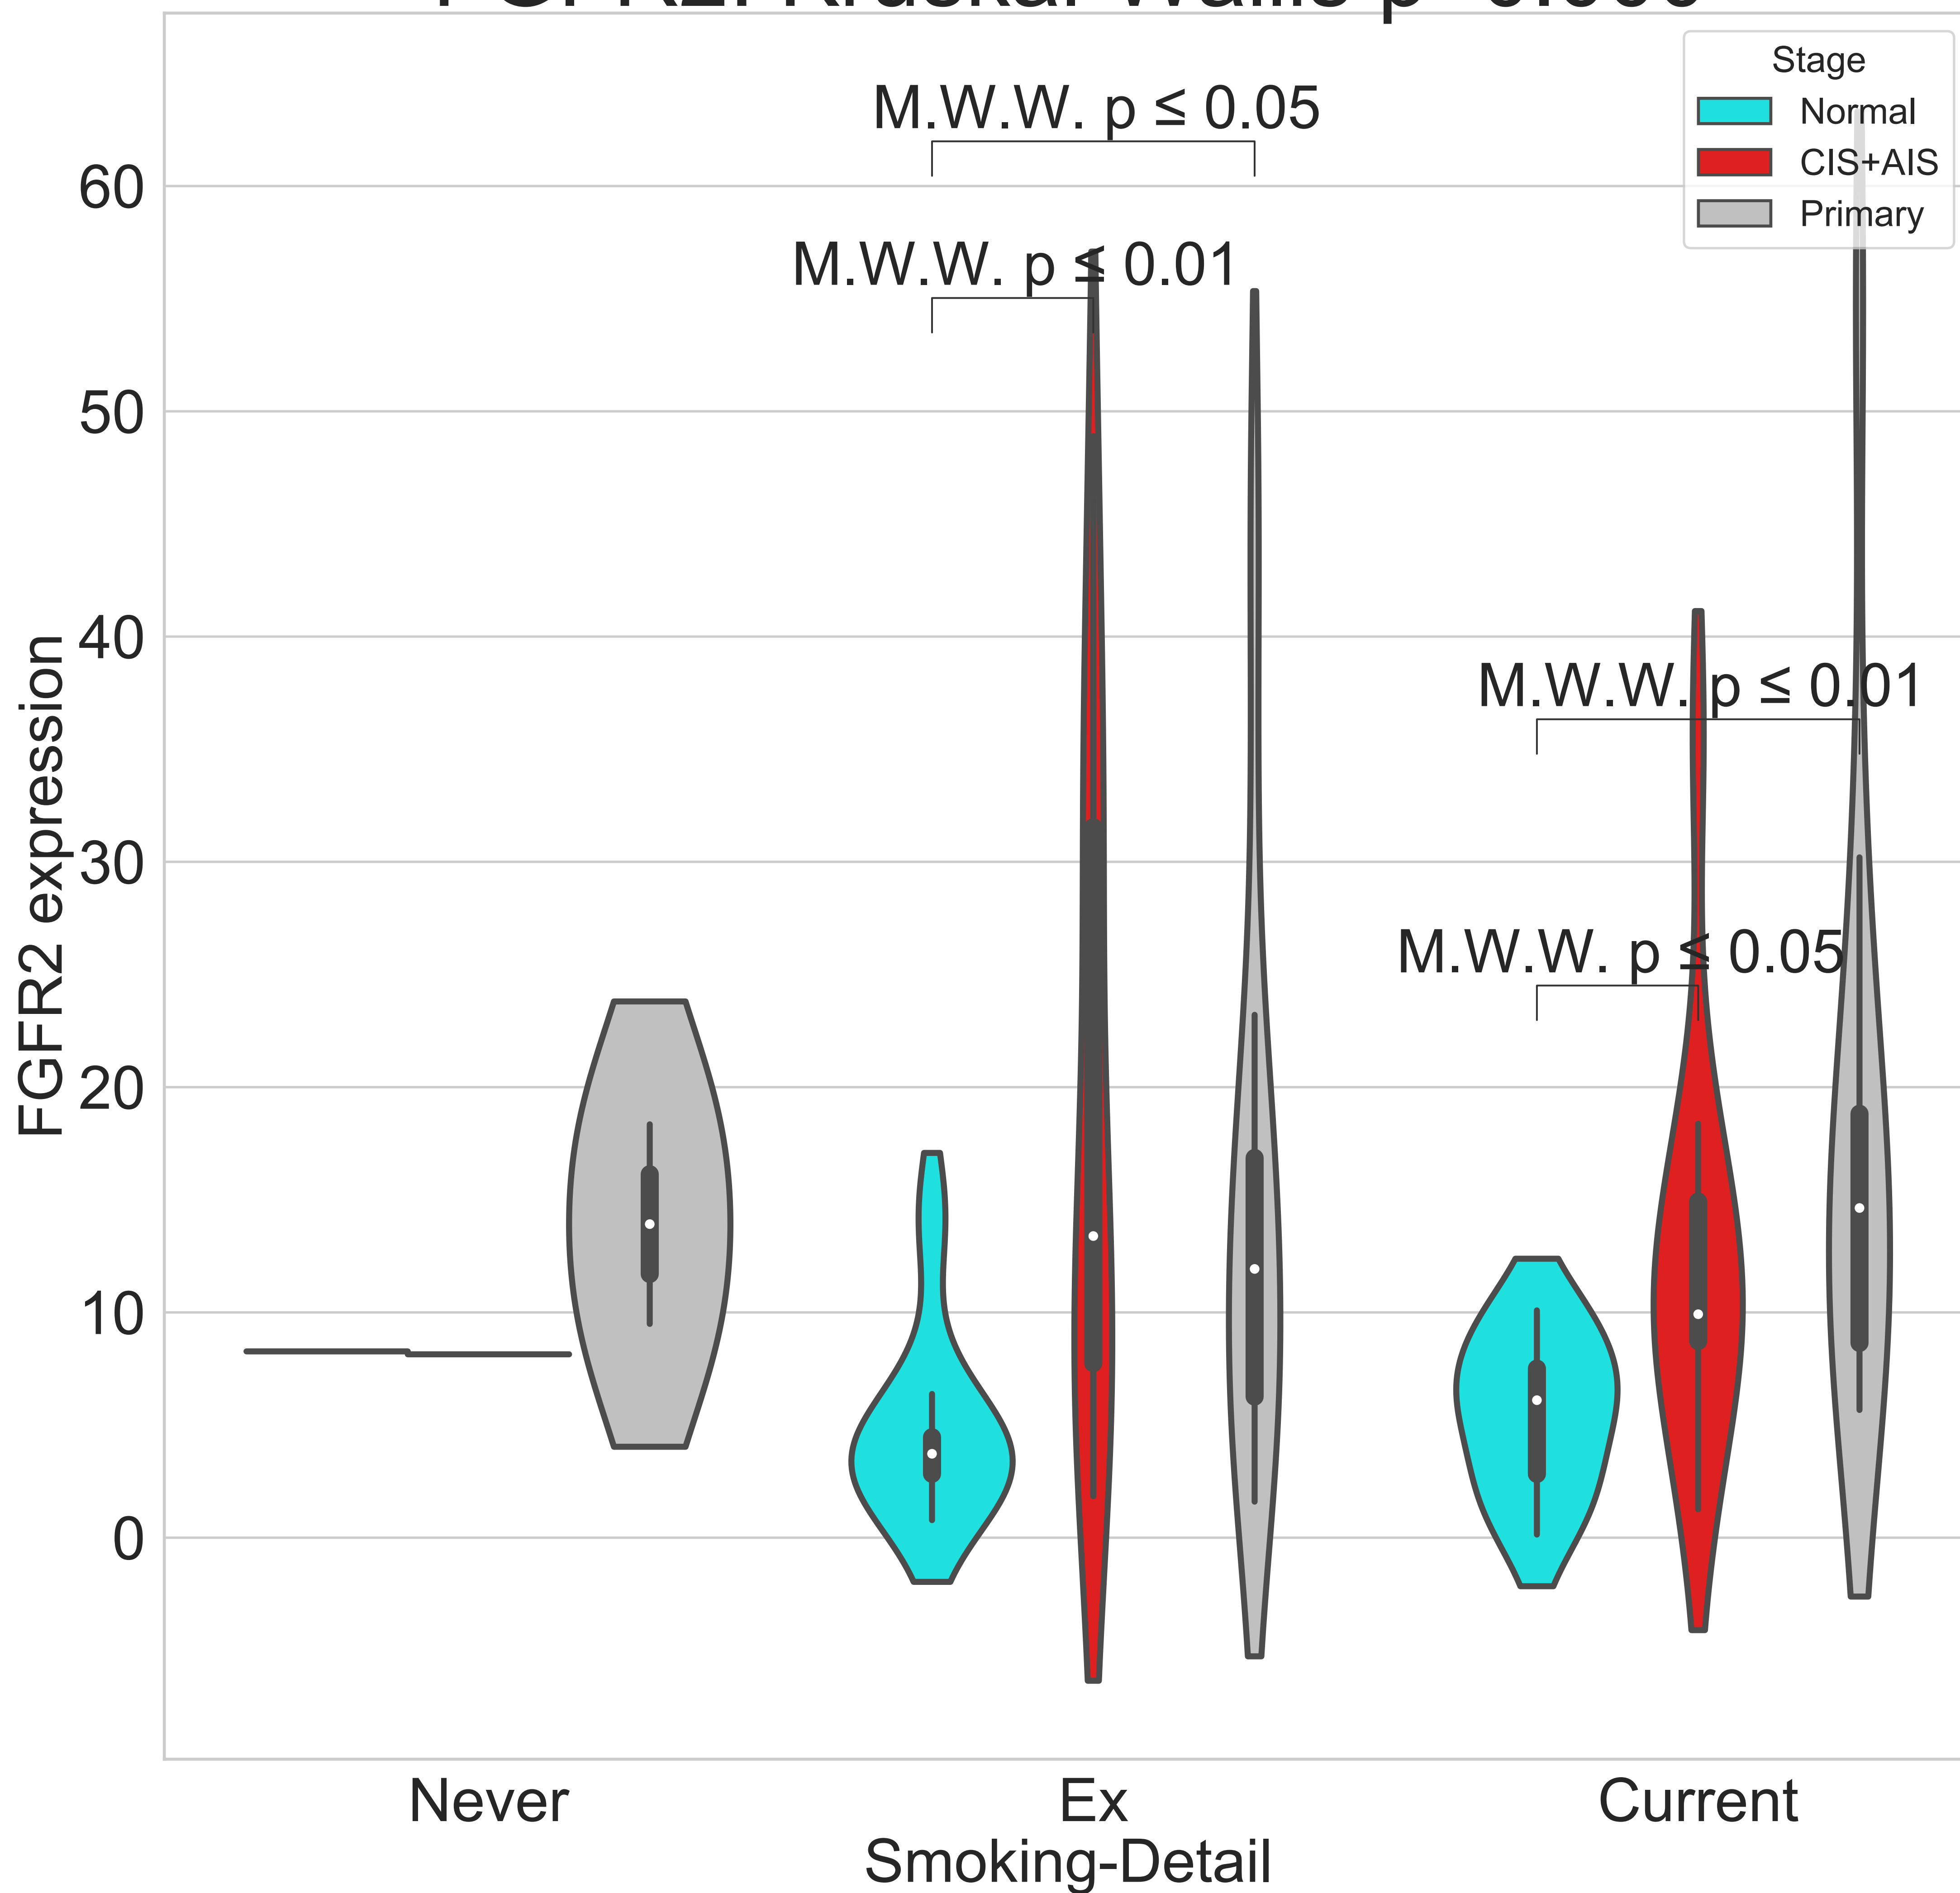 Stage
Normal
CIS+AIS
Primary
M.W.W. p ≤ 0.05
M.W.W. p ≤ 0.01
M.W.W. p ≤ 0.01
M.W.W. p ≤ 0.05
60
50
40
30
20
10
0
FGFR2 expression
Never
Ex
Current
Smoking-Detail